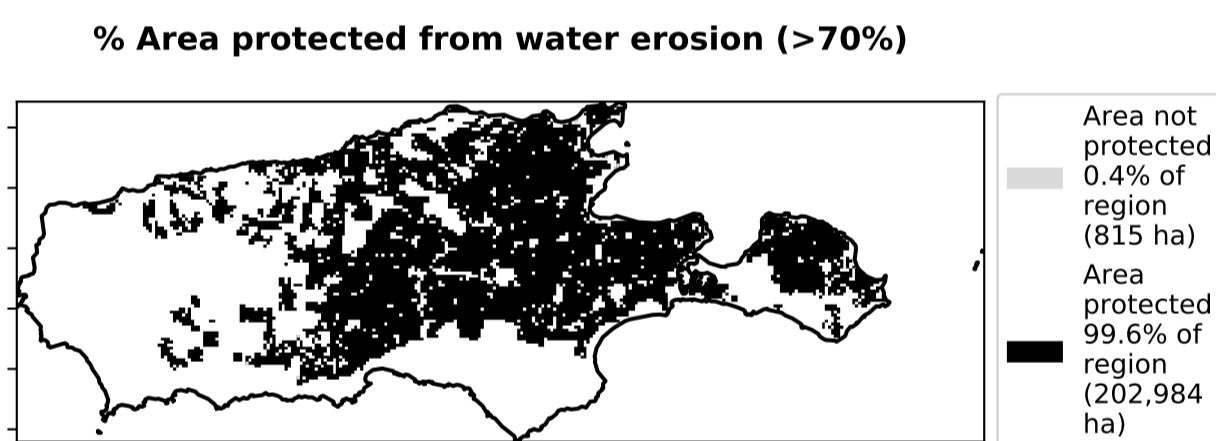 % Area protected from water erosion (>70%)
Area not
protected
0.4% of
region
(815 ha)
Area
protected
99.6% of
region
(202,984
ha)